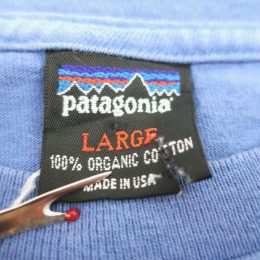 patagonia
LARGE
100% ORGANIC COTTON
MADE IN USA